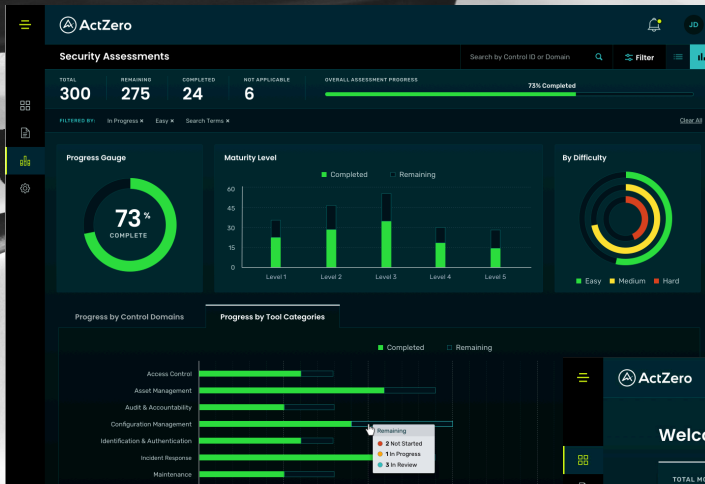 ActZero
JD
Security Assessments
Search by Control ID or Domain
Filter
TOTAL REMAINING COMPLETED NOT APPLICABLE OVERALL ASSESSMENT PROGRESS
300 275 24 6
73% Completed
FILTERED BY: In Progress × Easy × Search Terms × Clear All
Progress Gauge
73%
COMPLETE
Maturity Level
Completed Remaining
60
45
30
15
0
Level 1 Level 2 Level 3 Level 4 Level 5
By Difficulty
Easy Medium Hard
Progress by Control Domains Progress by Tool Categories
Completed Remaining
Access Control
Asset Management
Audit & Accountability
Configuration Management
Identification & Authentication
Incident Response
Maintenance
Remaining
2 Not Started
1 In Progress
3 In Review
ActZero
Welco
TOTAL MO